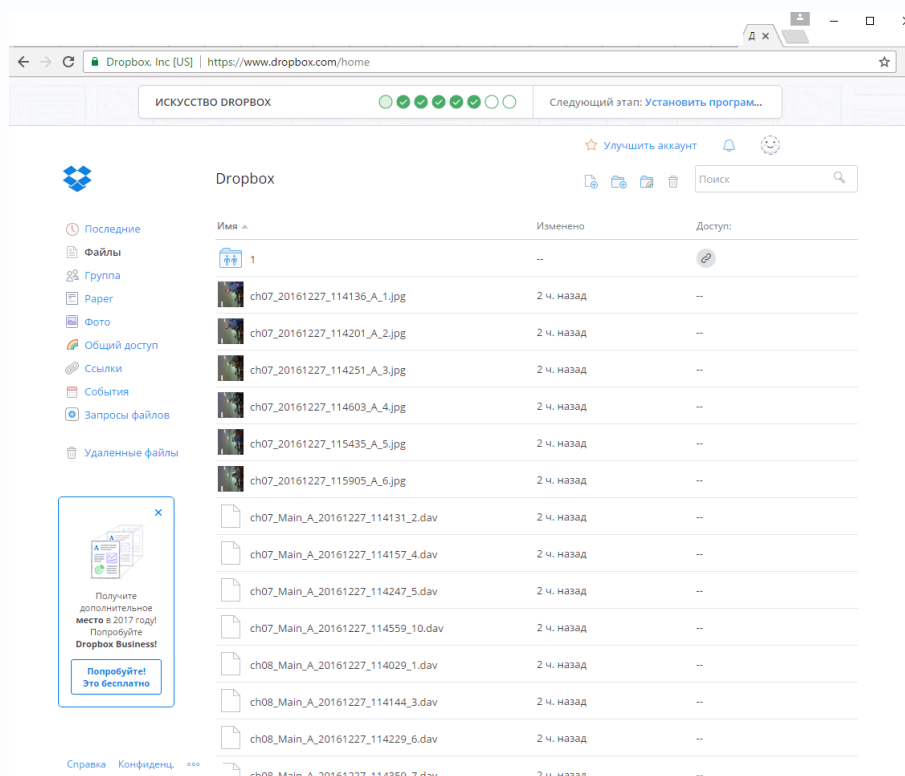 Д
Dropbox, Inc [US] | https://www.dropbox.com/home
ИСКУССТВО DROPBOX
Следующий этап: Установить програм...
Улучшить аккаунт
Dropbox
Поиск
Последние
Файлы
Группа
Paper
Фото
Общий доступ
Ссылки
События
Запросы файлов
Удаленные файлы
Получите
дополнительное
место в 2017 году!
Попробуйте
Dropbox Business!
Попробуйте!
Это бесплатно
Справка Конфиденц.
Имя Изменено Доступ:
1 --
ch07_20161227_114136_A_1.jpg 2 ч. назад --
ch07_20161227_114201_A_2.jpg 2 ч. назад --
ch07_20161227_114251_A_3.jpg 2 ч. назад --
ch07_20161227_114603_A_4.jpg 2 ч. назад --
ch07_20161227_115435_A_5.jpg 2 ч. назад --
ch07_20161227_115905_A_6.jpg 2 ч. назад --
ch07_Main_A_20161227_114131_2.dav 2 ч. назад --
ch07_Main_A_20161227_114157_4.dav 2 ч. назад --
ch07_Main_A_20161227_114247_5.dav 2 ч. назад --
ch07_Main_A_20161227_114559_10.dav 2 ч. назад --
ch08_Main_A_20161227_114029_1.dav 2 ч. назад --
ch08_Main_A_20161227_114144_3.dav 2 ч. назад --
ch08_Main_A_20161227_114229_6.dav 2 ч. назад --
ch08_Main_A_20161227_114359_7.dav 2 ч. назад --